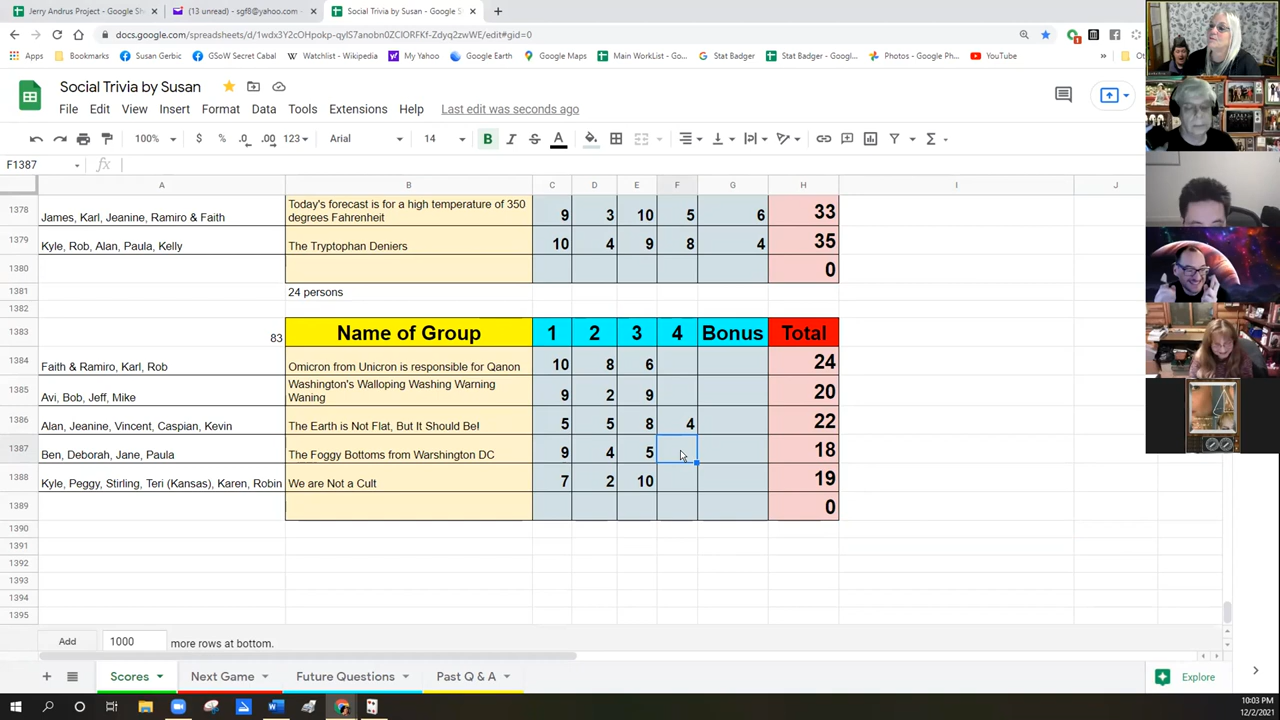 Jerry Andrus Project - Google Sh
(13 unread) - sgf8@yahoo.com
Social Trivia by Susan - Google S
docs.google.com/spreadsheets/d/
Apps
Bookmarks
Susan Gerbic
GSoW Secret Ca
Watchlist - Wikipedia
My Yahoo
Google Earth
Google Maps
Main WorkList - Go...
Stat Badger
Stat Badger - Goog...
Photos - Google Ph...
YouTube
Social Trivia by Susan
File Edit View Insert Format Data Tools Extensions Help
Last edit was seconds ago
100%
$ % .0 .00 123
Arial
14
B I S A
F1387
fx
A B C D E F G H I J
1378 James, Karl, Jeanine, Ramiro & Faith Today's forecast is for a high temperature of 350 9 3 10 5 6 33
degrees Fahrenheit
1379 Kyle, Rob, Alan, Paula, Kelly The Tryptophan Deniers 10 4 9 8 4 35
1380 0
1381 24 persons
1382
1383 83 Name of Group 1 2 3 4 Bonus Total
1384 Faith & Ramiro, Karl, Rob Omicron from Unicron is responsible for Qanon 10 8 6 24
1385 Avi, Bob, Jeff, Mike Washington's Walloping Washing Warning 9 2 9 20
Waning
1386 Alan, Jeanine, Vincent, Caspian, Kevin The Earth is Not Flat, But It Should Be! 5 5 8 4 22
1387 Ben, Deborah, Jane, Paula The Foggy Bottoms from Warshington DC 9 4 5 18
1388 Kyle, Peggy, Stirling, Teri (Kansas), Karen, Robin We are Not a Cult 7 2 10 19
1389 0
1390
1391
1392
1393
1394
1395
Add 1000 more rows at bottom.
Scores
Next Game
Future Questions
Past Q & A
Explore
10:03 PM
12/2/2021